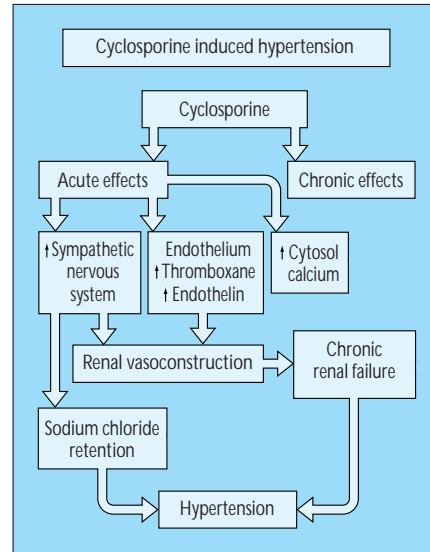 Cyclosporine induced hypertension
Cyclosporine
Acute effects
Chronic effects
↑Sympathetic
nervous
system
Endothelium
↑Thromboxane
↑Endothelin
↑Cytosol
calcium
Renal vasoconstruction
Chronic
renal failure
Sodium chloride
retention
Hypertension